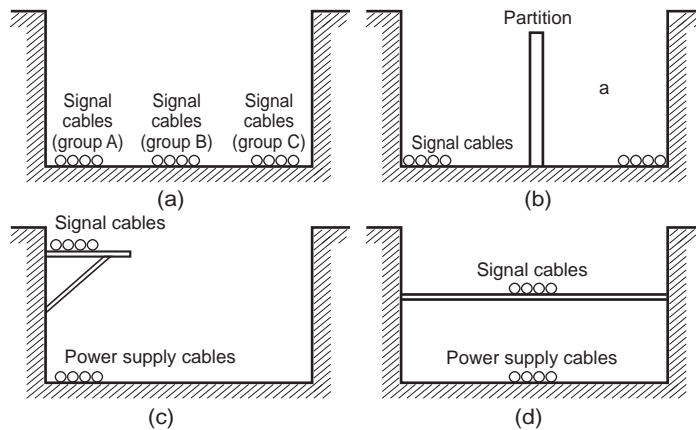 Signal
cables
(group A)
Signal
cables
(group B)
Signal
cables
(group C)
(a)
Partition
a
Signal cables
(b)
Signal cables
Power supply cables
(c)
Signal cables
Power supply cables
(d)